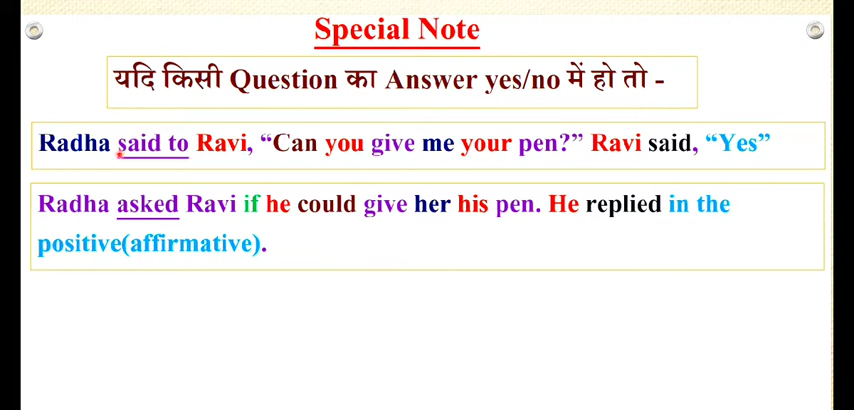 Special Note
यदि किसी Question का Answer yes/no में हो तो -
Radha said to Ravi, “Can you give me your pen?” Ravi said, “Yes”
Radha asked Ravi if he could give her his pen. He replied in the
positive(affirmative).